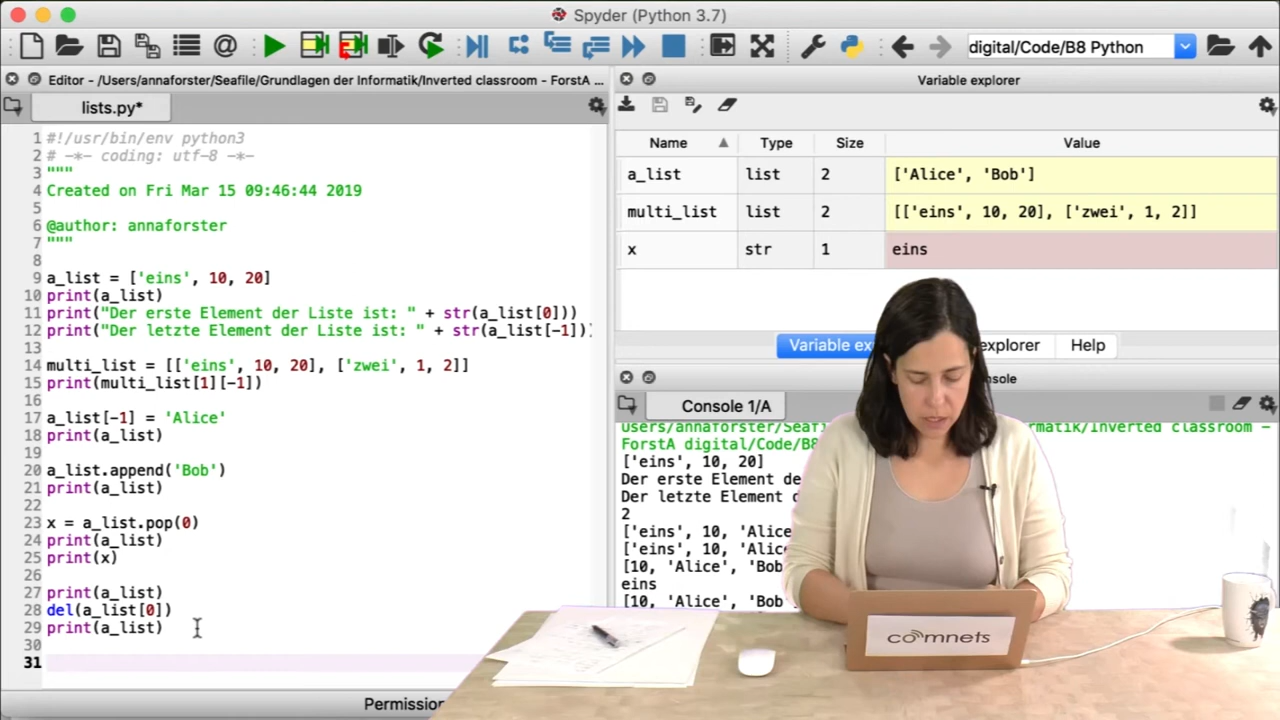 Spyder (Python 3.7)
digital/Code/B8 Python
Editor - /Users/annaforster/Seafile/Grundlagen der Informatik/Inverted classroom - ForstA ...
lists.py*
1 #!/usr/bin/env python3
2 # -*- coding: utf-8 -*-
3 """
4 Created on Fri Mar 15 09:46:44 2019
5
6 @author: annaforster
7 """
8
9 a_list = ['eins', 10, 20]
10 print(a_list)
11 print("Der erste Element der Liste ist: " + str(a_list[0]))
12 print("Der letzte Element der Liste ist: " + str(a_list[-1]))
13
14 multi_list = [['eins', 10, 20], ['zwei', 1, 2]]
15 print(multi_list[1][-1])
16
17 a_list[-1] = 'Alice'
18 print(a_list)
19
20 a_list.append('Bob')
21 print(a_list)
22
23 x = a_list.pop(0)
24 print(a_list)
25 print(x)
26
27 print(a_list)
28 del(a_list[0])
29 print(a_list)
30
31
Permission
Variable explorer
Name Type Size Value
a_list list 2 ['Alice', 'Bob']
multi_list list 2 [['eins', 10, 20], ['zwei', 1, 2]]
x str 1 eins
Variable ex explorer Help
nsole
Console 1/A
Users/annaforster/Seafi matik/Inverted classroom -
ForstA digital/Code/B8
['eins', 10, 20]
Der erste Element de
Der letzte Element d
2
['eins', 10, 'Alic
['eins', 10, 'Alic
[10, 'Alice', 'Bob
eins
[10, 'Alice', 'Bob'
comnets